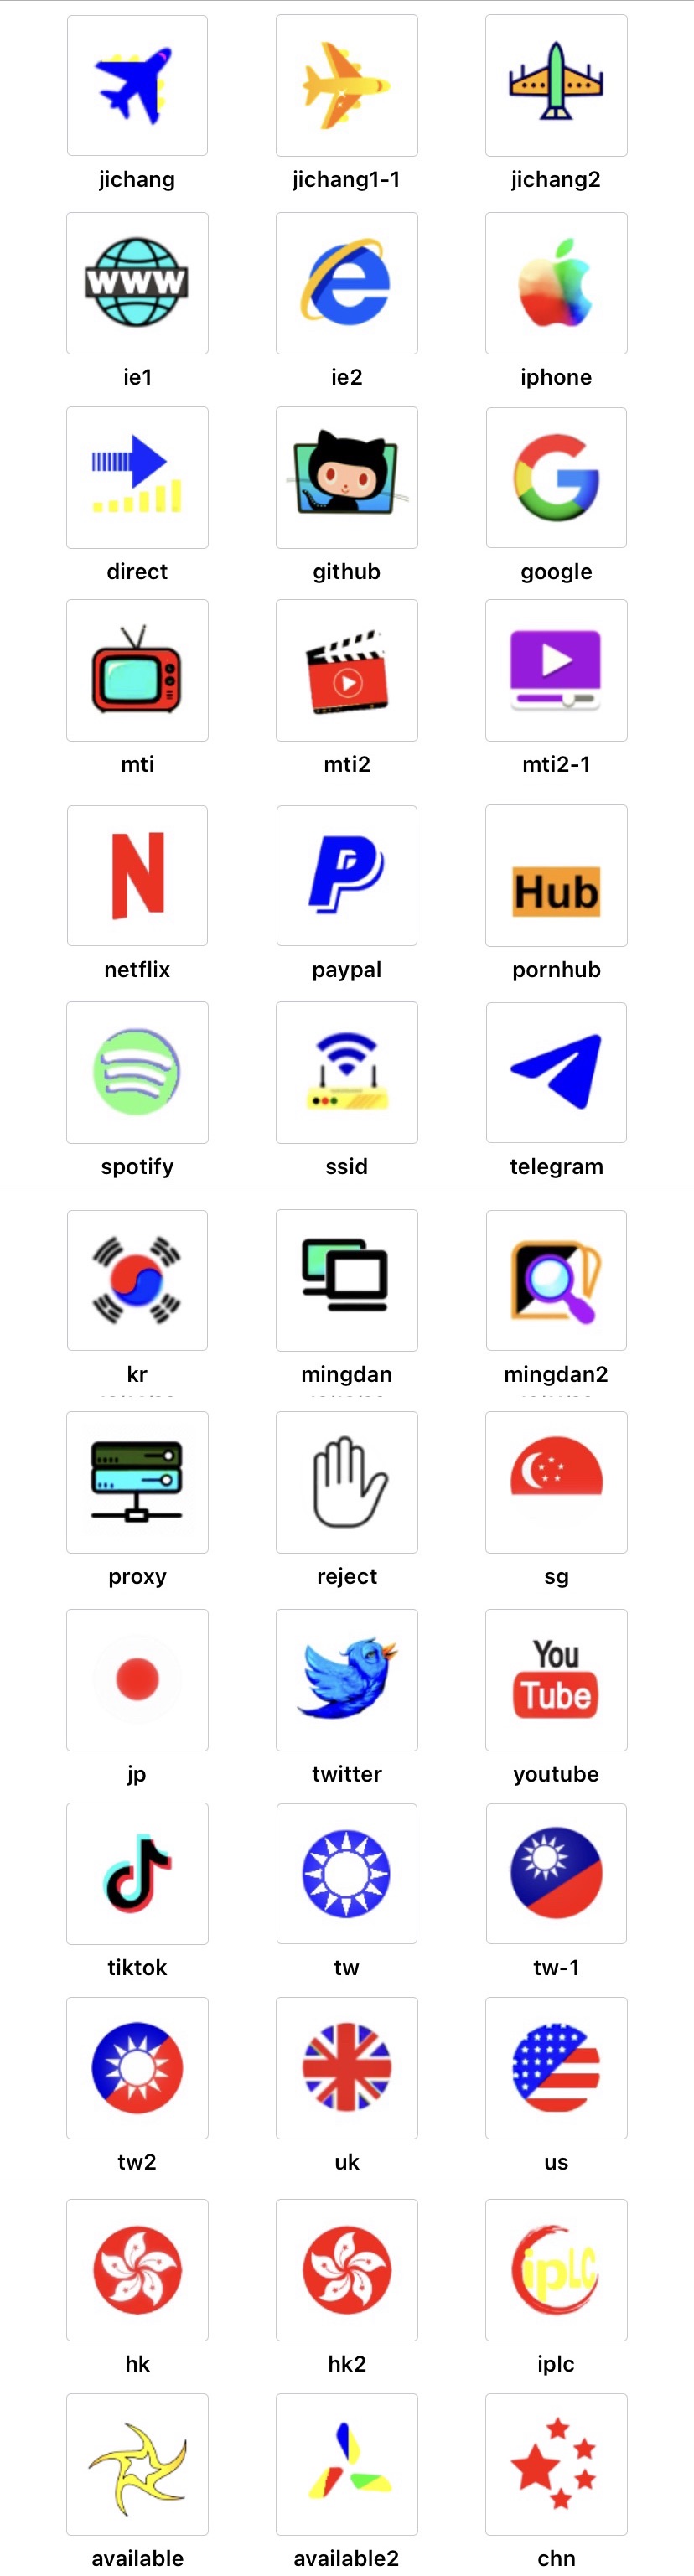 jichang jichang1-1 jichang2
WWW
ie1 ie2 iphone
direct github google
mti mti2 mti2-1
N P Hub
netflix paypal pornhub
spotify ssid telegram
kr mingdan mingdan2
proxy reject sg
You
Tube
jp twitter youtube
tiktok tw tw-1
tw2 uk us
ipLC
hk hk2 iplc
available available2 chn